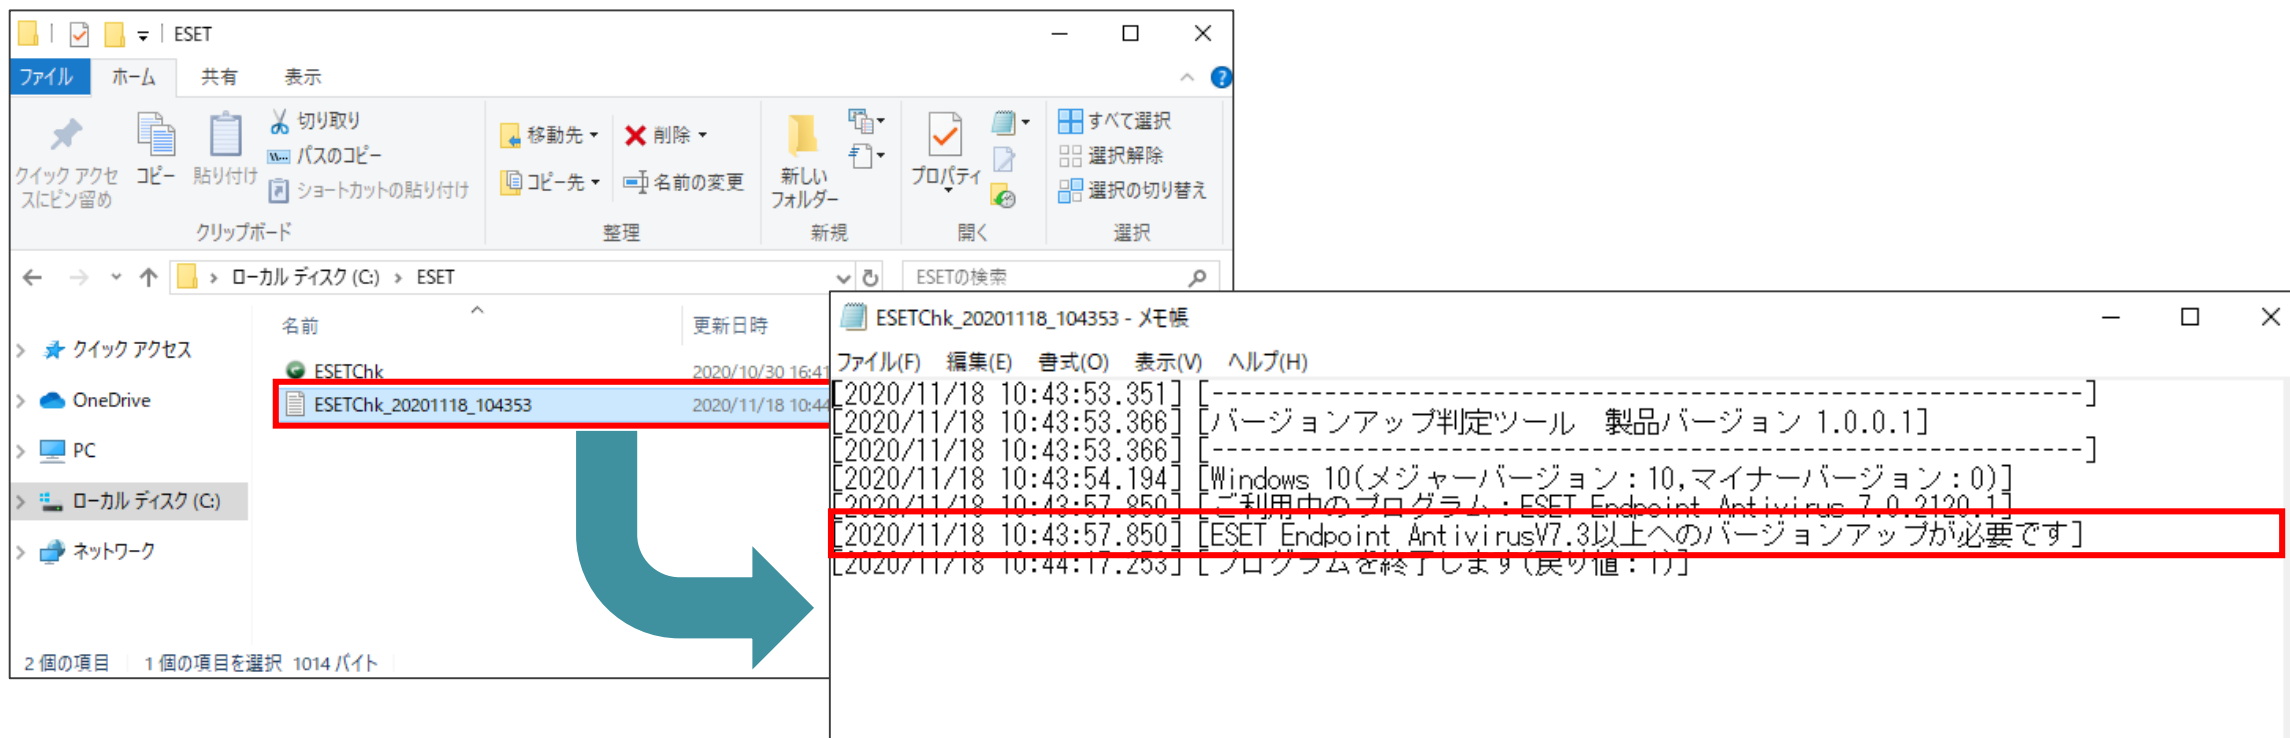 ESET
ファイル ホーム 共有 表示
クイック アクセスにピン留め
コピー
貼り付け
切り取り
パスのコピー
ショートカットの貼り付け
クリップボード
移動先
コピー先
削除
名前の変更
整理
新しいフォルダー
新規
プロパティ
開く
すべて選択
選択解除
選択の切り替え
選択
ローカル ディスク (C:) > ESET
ESETの検索
名前 更新日時
クイック アクセス
OneDrive
PC
ローカル ディスク (C:)
ネットワーク
ESETChk 2020/10/30 16:41
ESETChk_20201118_104353 2020/11/18 10:44
2 個の項目 1 個の項目を選択 1014 バイト
ESETChk_20201118_104353 - メモ帳
ファイル(F) 編集(E) 書式(O) 表示(V) ヘルプ(H)
[2020/11/18 10:43:53.351] [--------------------------------------------------------------]
[2020/11/18 10:43:53.366] [バージョンアップ判定ツール　製品バージョン 1.0.0.1]
[2020/11/18 10:43:53.366] [--------------------------------------------------------------]
[2020/11/18 10:43:54.194] [Windows 10(メジャーバージョン：10,マイナーバージョン：0)]
[2020/11/18 10:43:57.850] [ご利用中のプログラム：ESET Endpoint Antivirus 7.0.2120.1]
[2020/11/18 10:43:57.850] [ESET Endpoint AntivirusV7.3以上へのバージョンアップが必要です]
[2020/11/18 10:44:17.253] [プログラムを終了します(戻り値：1)]